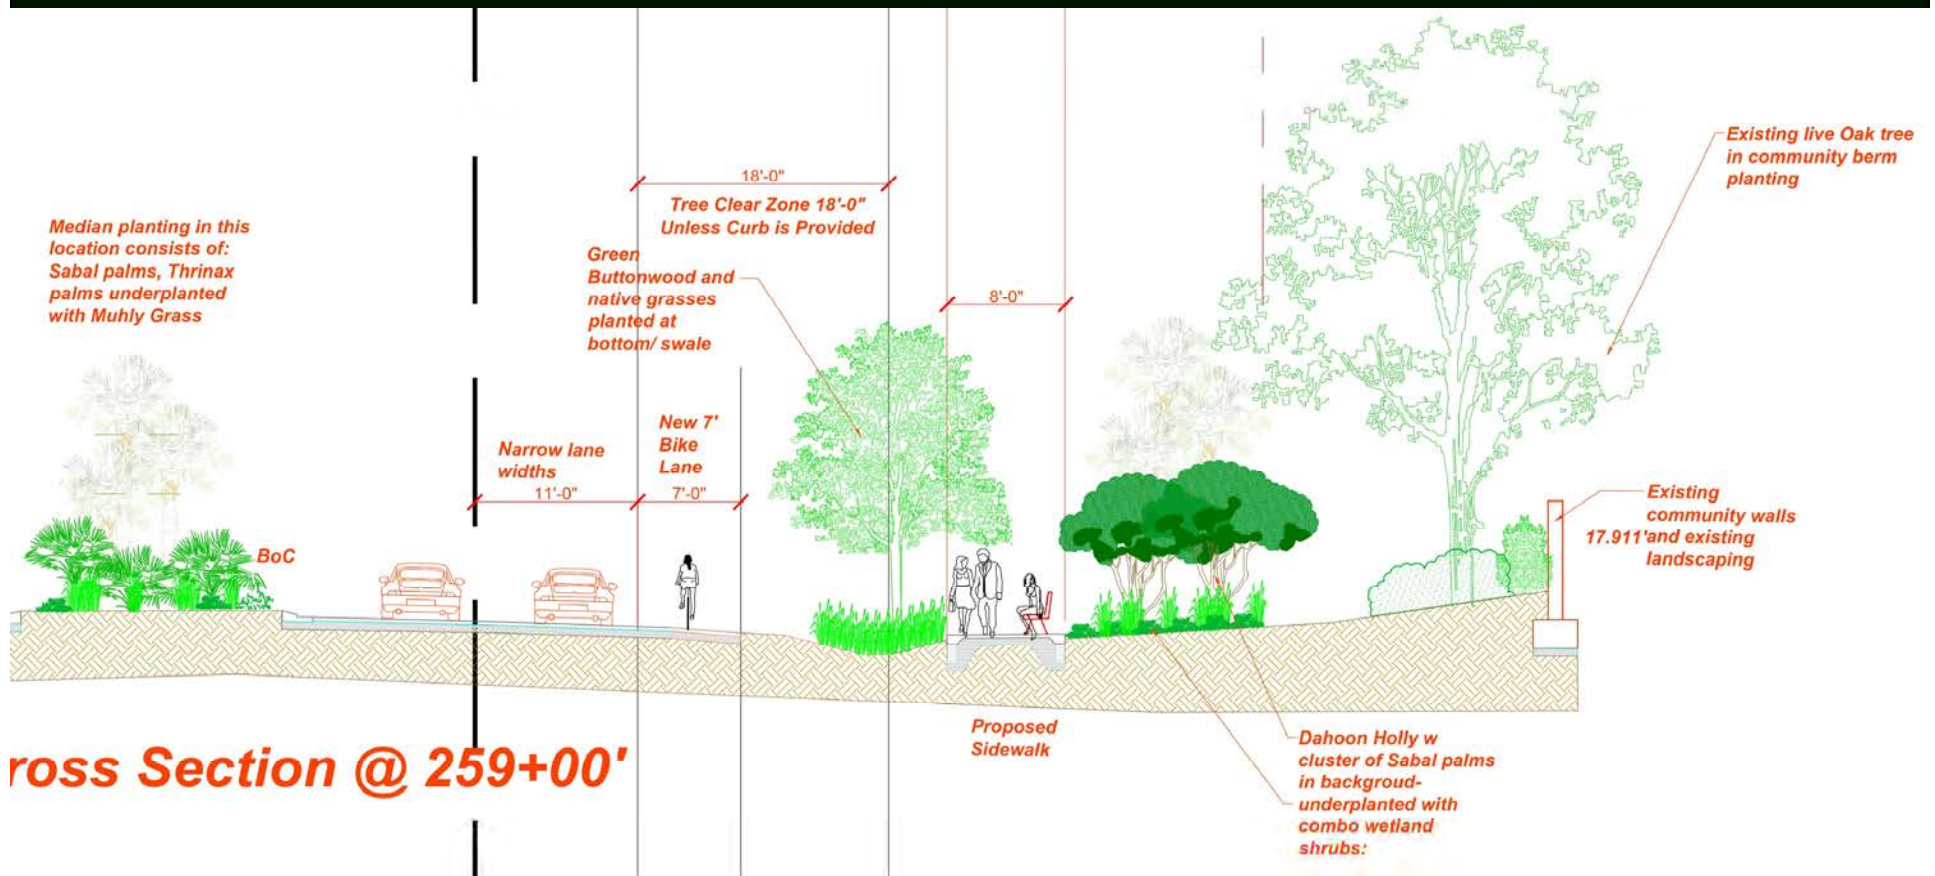 Median planting in this
location consists of:
Sabal palms, Thrinax
palms underplanted
with Muhly Grass
BoC
Narrow lane
widths
11'-0"
New 7'
Bike
Lane
7'-0"
18'-0"
Tree Clear Zone 18'-0"
Unless Curb is Provided
Green
Buttonwood and
native grasses
planted at
bottom/ swale
8'-0"
Existing live Oak tree
in community berm
planting
Existing
community walls
17.911'and existing
landscaping
Proposed
Sidewalk
Dahoon Holly w
cluster of Sabal palms
in backgroud-
underplanted with
combo wetland
shrubs:
ross Section @ 259+00'